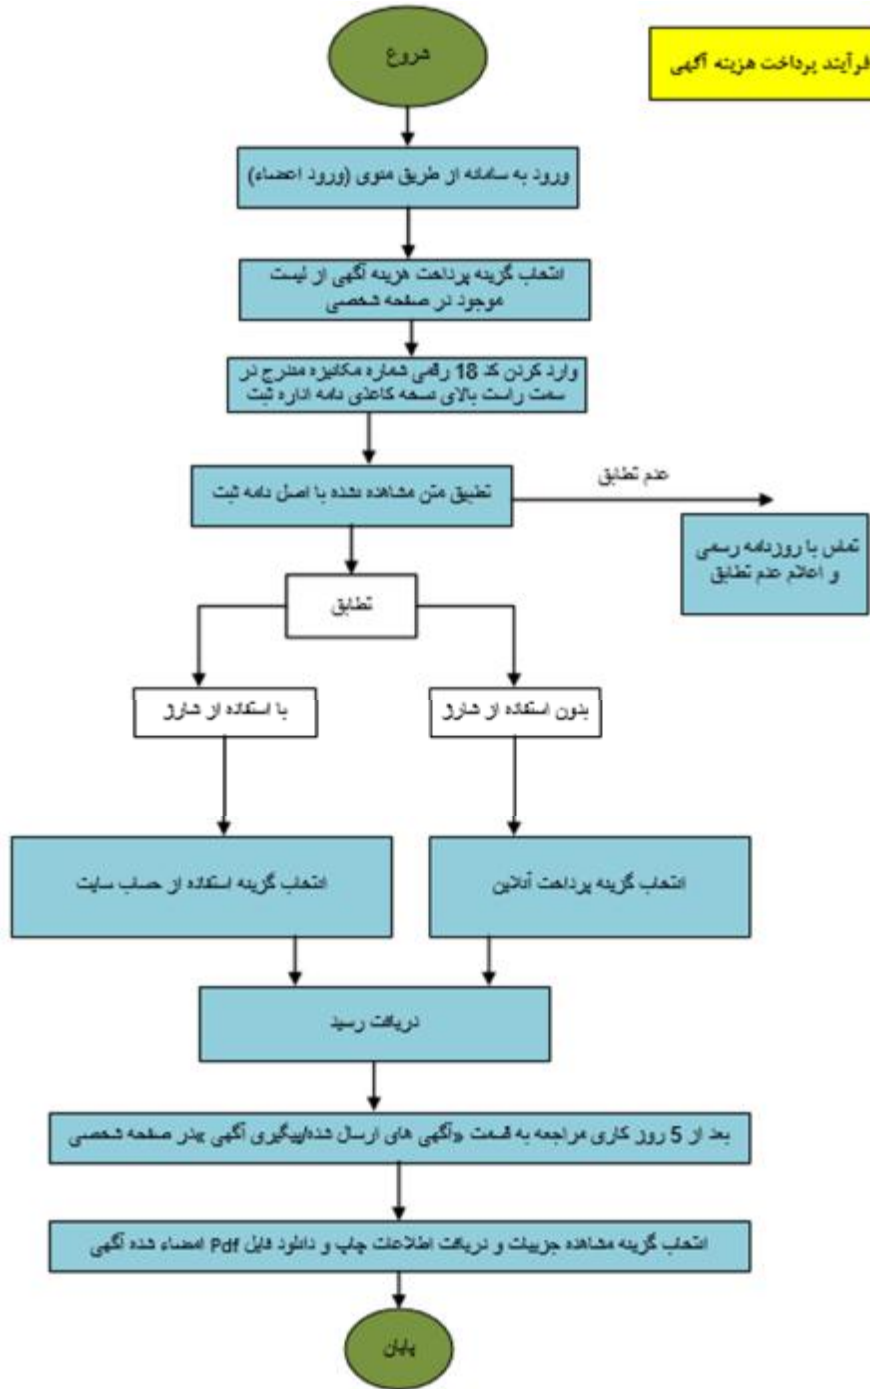 فرآیند پرداخت هزینه آگهی
شروع
ورود به سامانه از طریق منوی (ورود اعضاء)
انتخاب گزینه پرداخت هزینه آگهی از لیست
موجود در صفحه شخصی
وارد کردن کد 18 رقمی شماره مکانیزه مندرج در
سمت راست بالای نسخه کاغذی نامه اداره ثبت
تطبیق متن مشاهده شده با اصل نامه ثبت
عدم تطابق
تماس با روزنامه رسمی
و اعلام عدم تطابق
تطابق
بدون استفاده از شارژ
با استفاده از شارژ
انتخاب گزینه پرداخت آنلاین
انتخاب گزینه استفاده از حساب سایت
دریافت رسید
بعد از 5 روز کاری مراجعه به قسمت «آگهی های ارسال شده/پیگیری آگهی »در صفحه شخصی
انتخاب گزینه مشاهده جزییات و دریافت اطلاعات چاپ و دانلود فایل Pdf امضاء شده آگهی
پایان